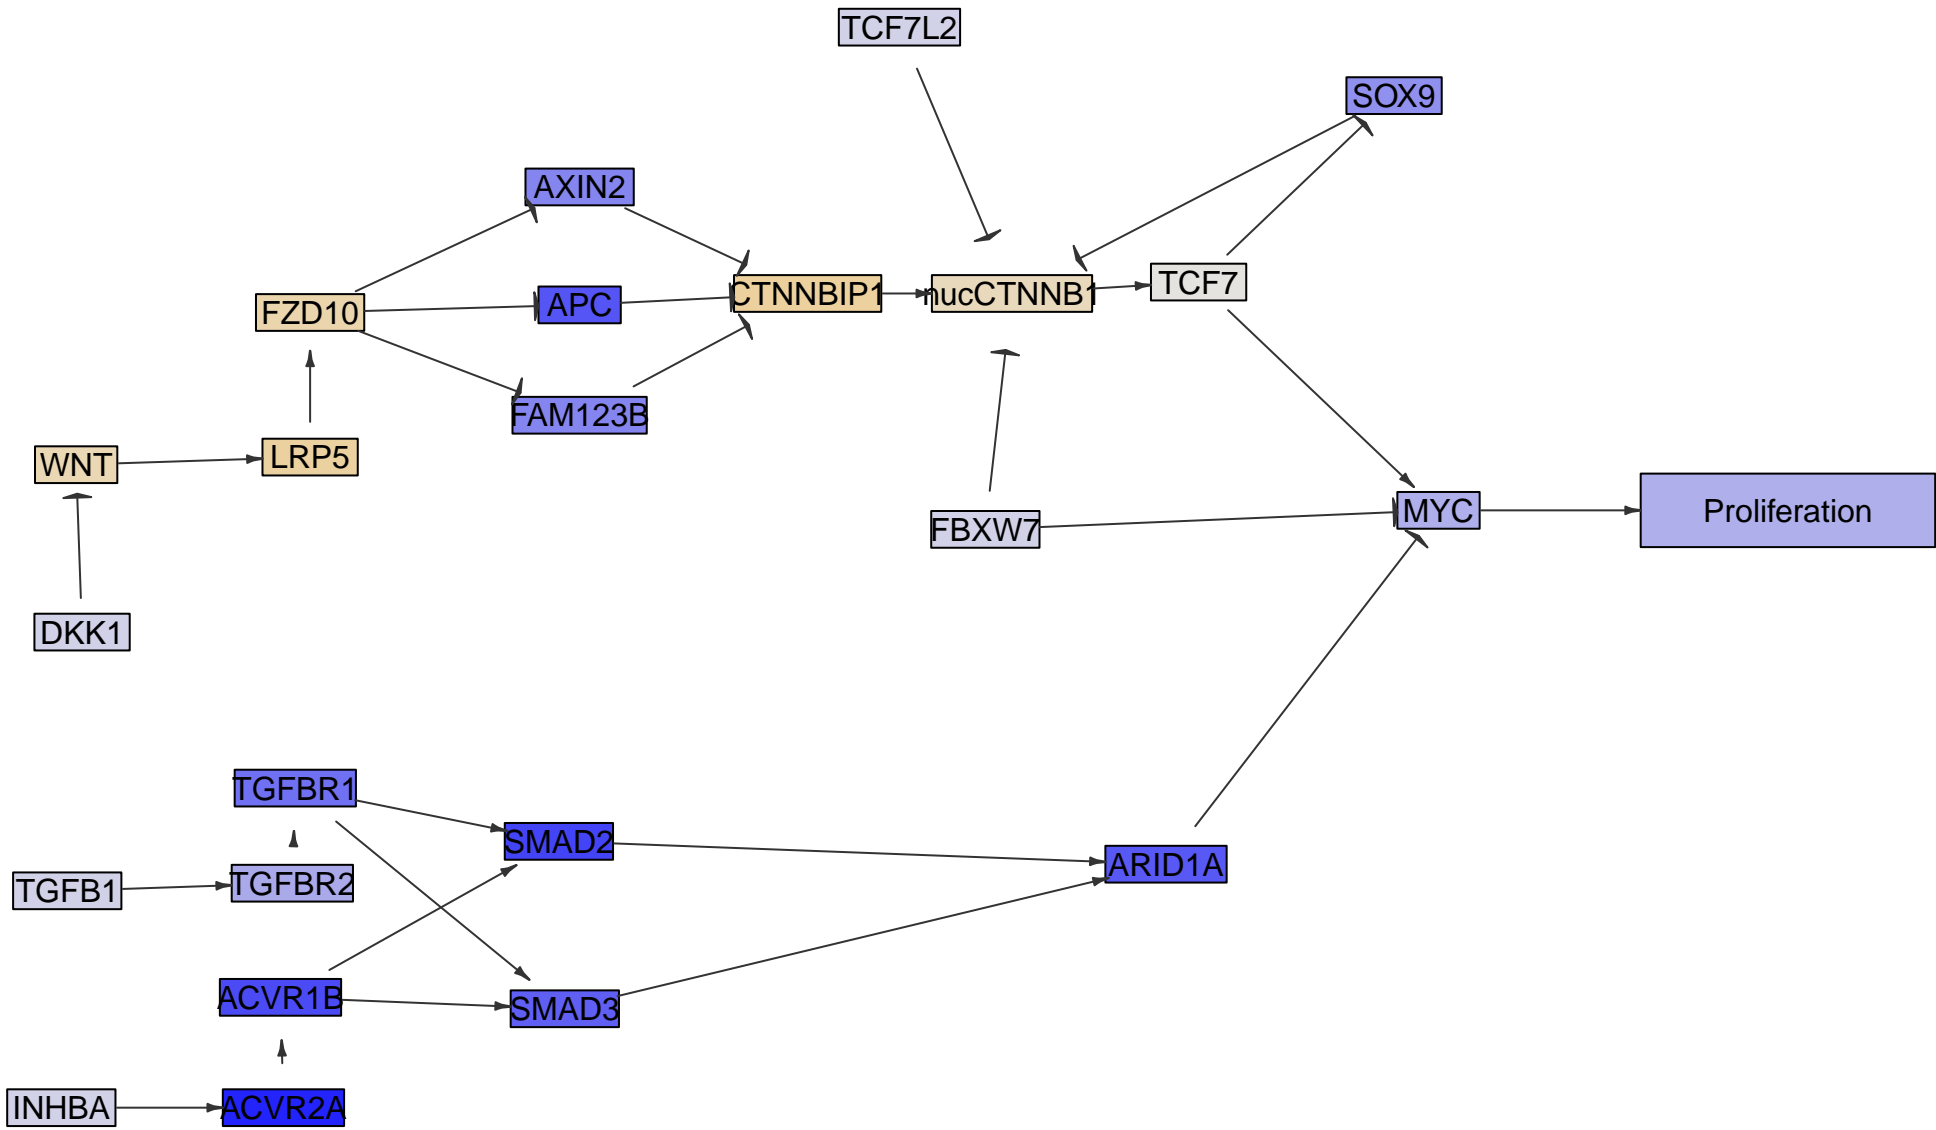 TCF7L2
SOX9
AXIN2
TCF7
CTNNBIP1
nucCTNNB1
APC
FZD10
FAM123B
LRP5
WNT
MYC
Proliferation
FBXW7
DKK1
TGFBR1
SMAD2
ARID1A
TGFBR2
TGFB1
ACVR1B
SMAD3
INHBA
ACVR2A